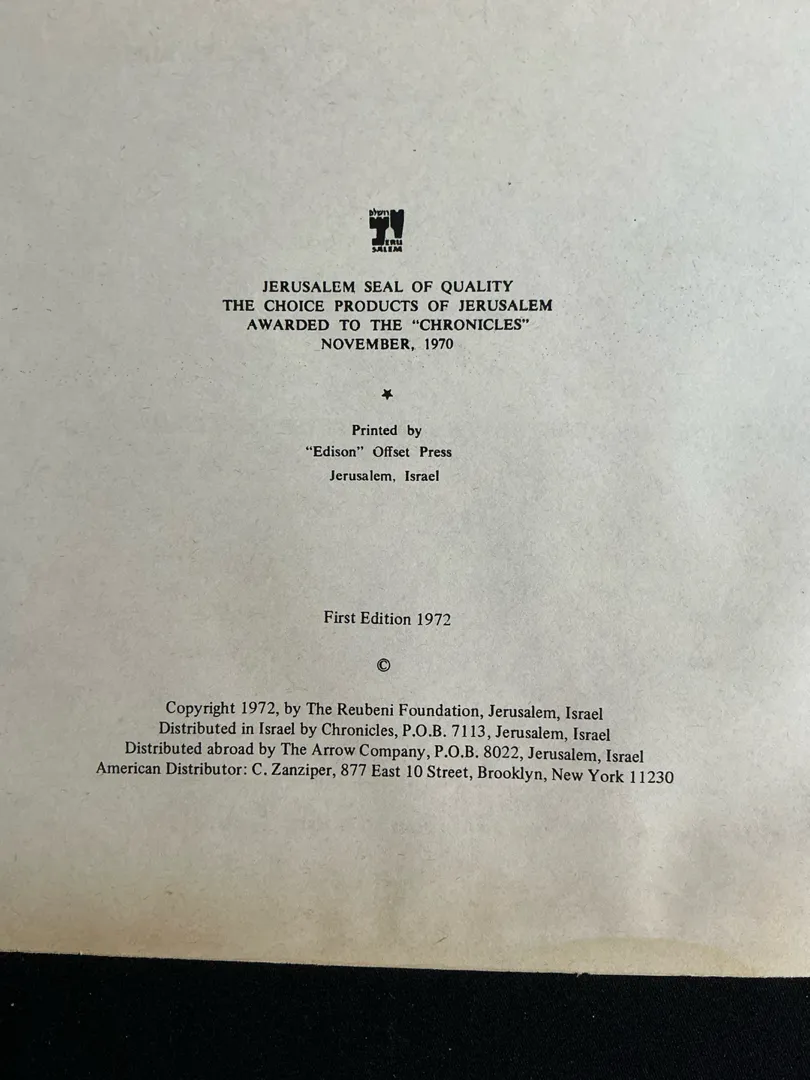 ירושלם
JERU
SALEM
JERUSALEM SEAL OF QUALITY
THE CHOICE PRODUCTS OF JERUSALEM
AWARDED TO THE “CHRONICLES”
NOVEMBER, 1970
Printed by
“Edison” Offset Press
Jerusalem, Israel
First Edition 1972
©
Copyright 1972, by The Reubeni Foundation, Jerusalem, Israel
Distributed in Israel by Chronicles, P.O.B. 7113, Jerusalem, Israel
Distributed abroad by The Arrow Company, P.O.B. 8022, Jerusalem, Israel
American Distributor: C. Zanziper, 877 East 10 Street, Brooklyn, New York 11230